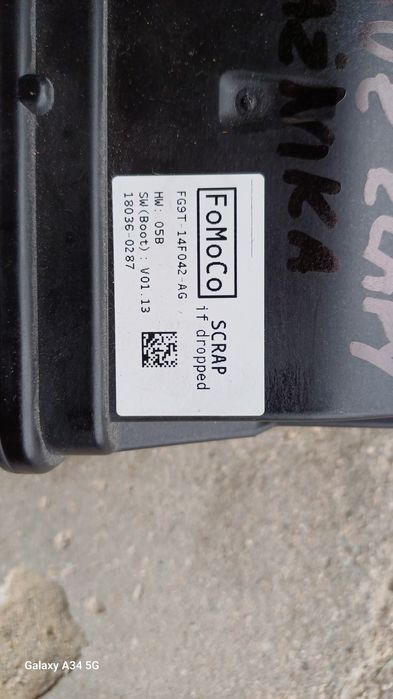 FoMoCo
SCRAP
if dropped
FG9T-14F042-AG
HW: 05B
SW(Boot): V01.13
18036-0287
Galaxy A34 5G